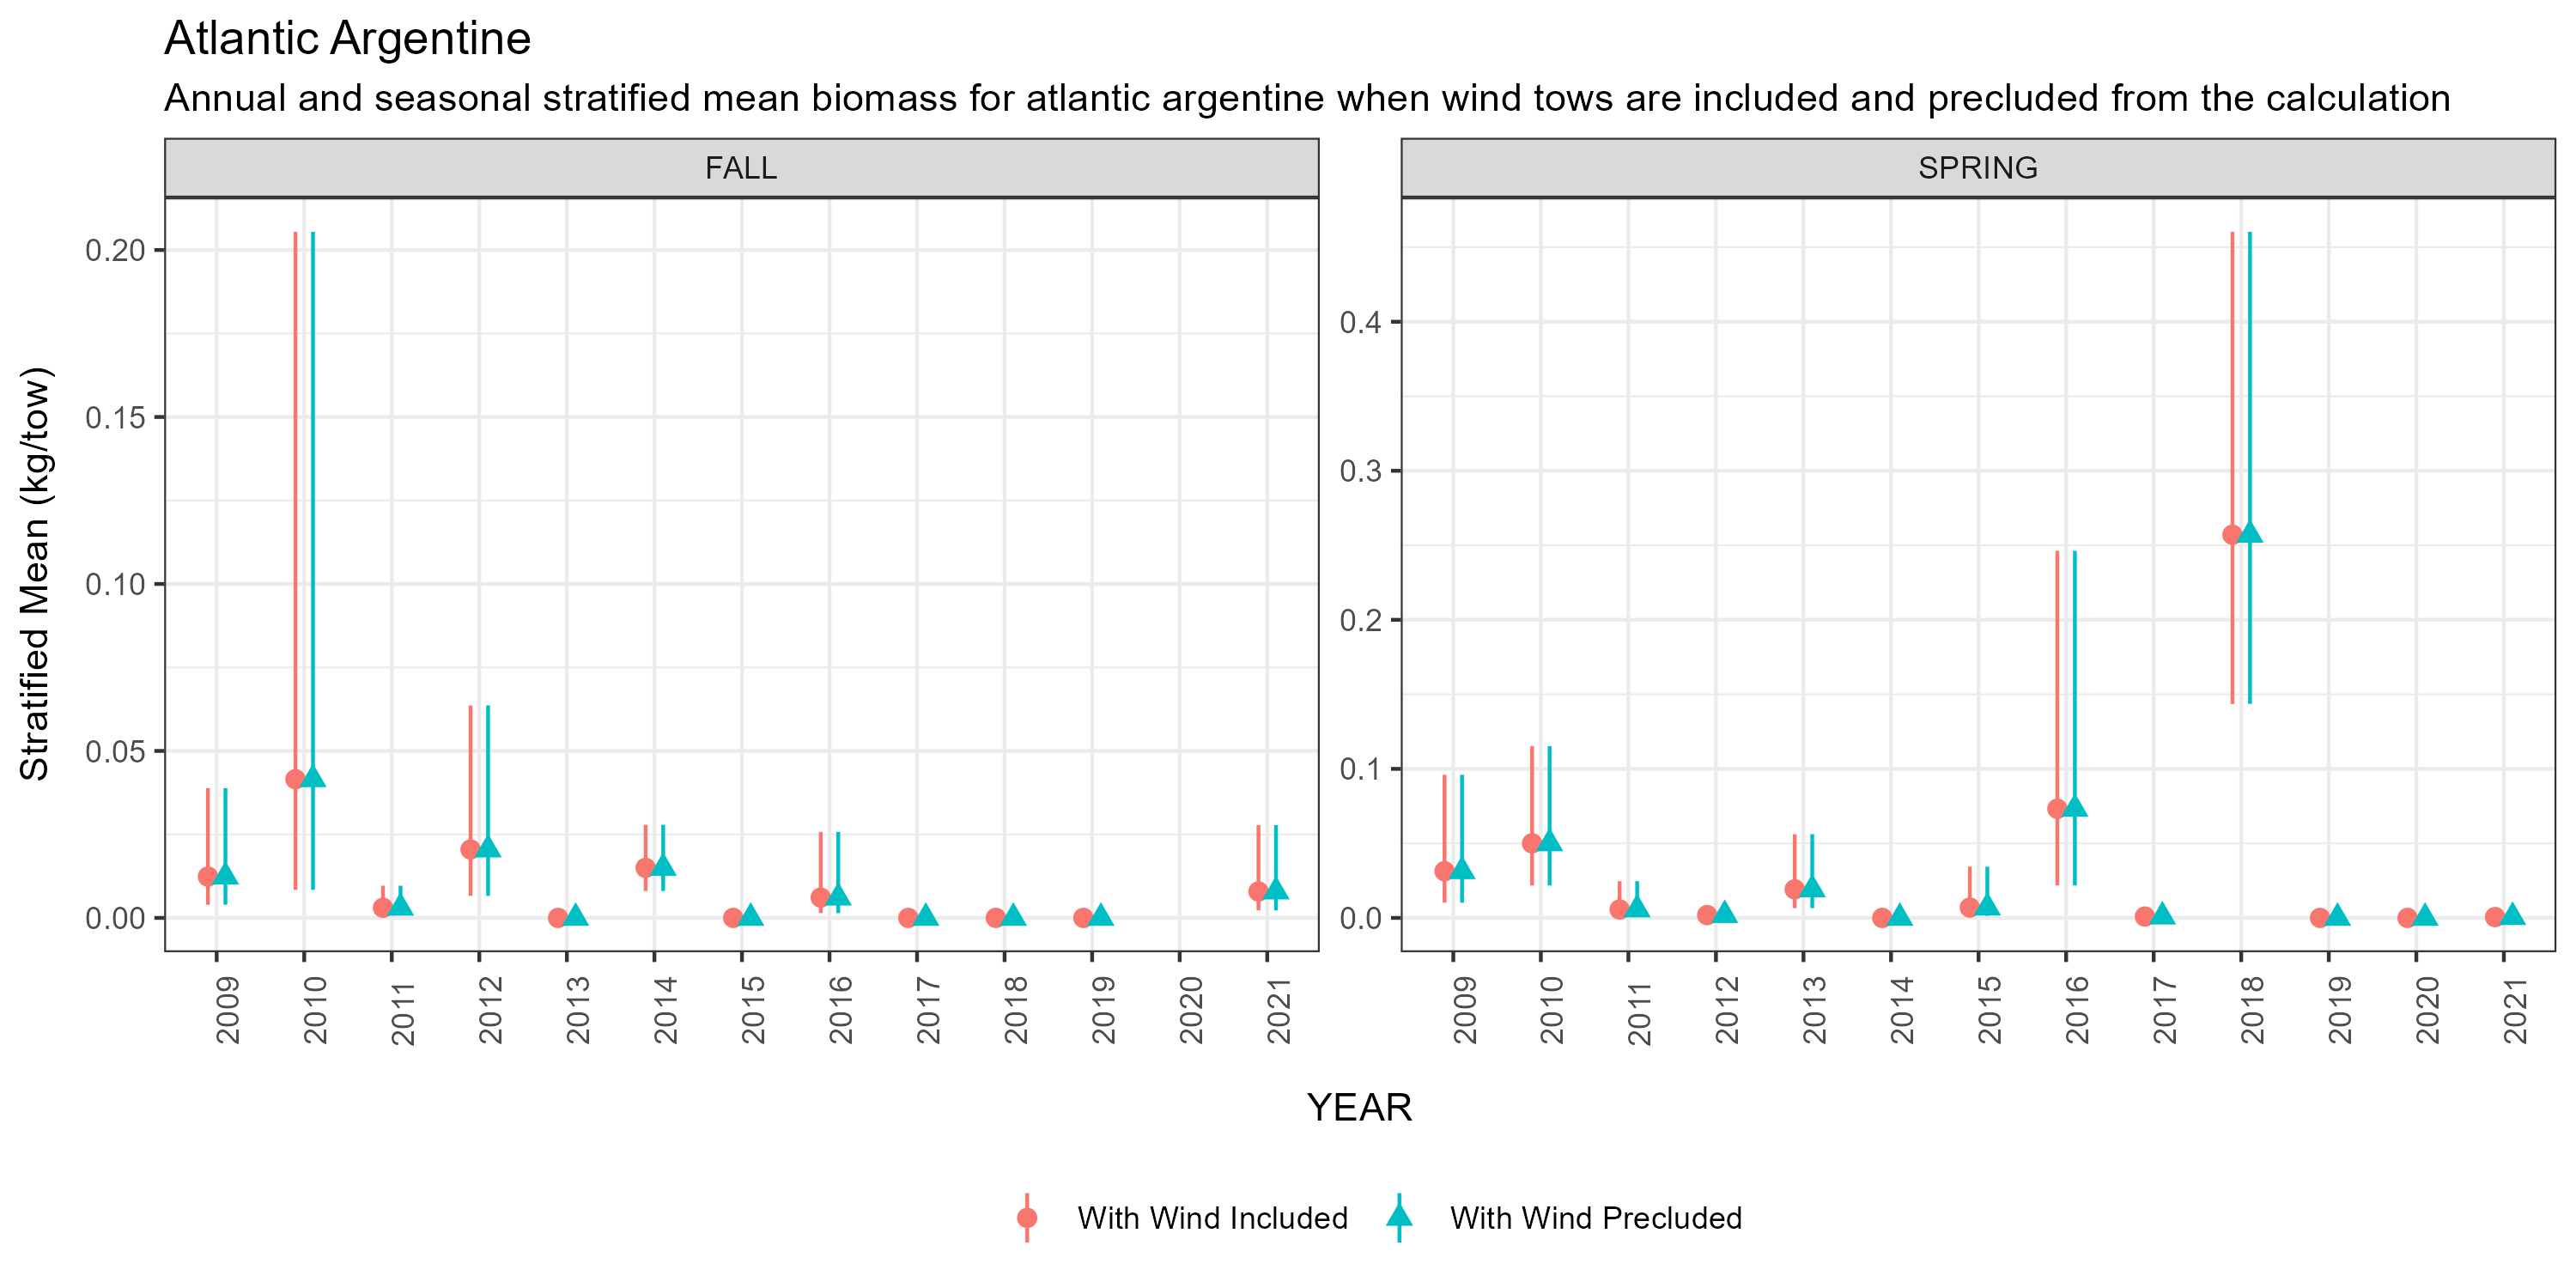 Atlantic Argentine
Annual and seasonal stratified mean biomass for atlantic argentine when wind tows are included and precluded from the calculation
FALL
SPRING
Stratified Mean (kg/tow)
0.20
0.15
0.10
0.05
0.00
0.4
0.3
0.2
0.1
0.0
2009 2010 2011 2012 2013 2014 2015 2016 2017 2018 2019 2020 2021
2009 2010 2011 2012 2013 2014 2015 2016 2017 2018 2019 2020 2021
YEAR
With Wind Included
With Wind Precluded